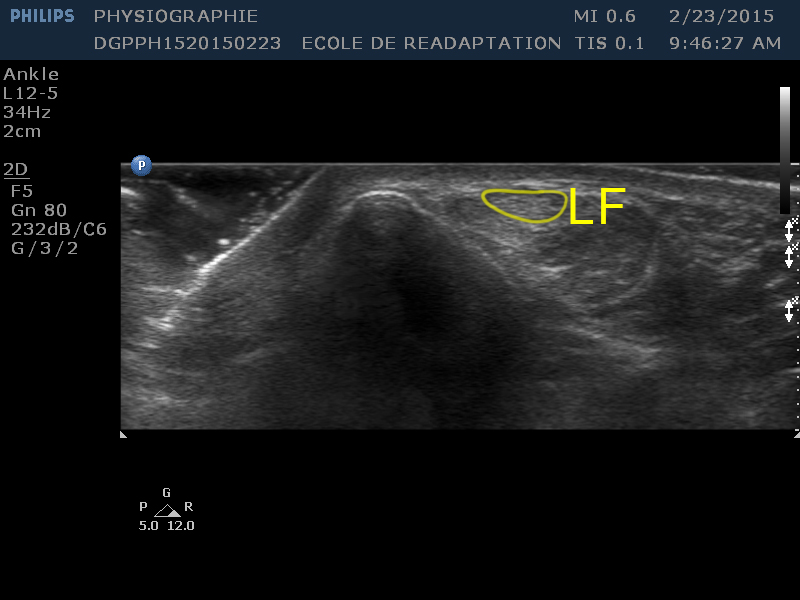 PHILIPS PHYSIOGRAPHIE MI 0.6 2/23/2015
DGPPH1520150223 ECOLE DE READAPTATION TIS 0.1 9:46:27 AM
Ankle
L12-5
34Hz
2cm
2D
F5
Gn 80
232dB/C6
G/3/2
P
LF
G
P R
5.0 12.0